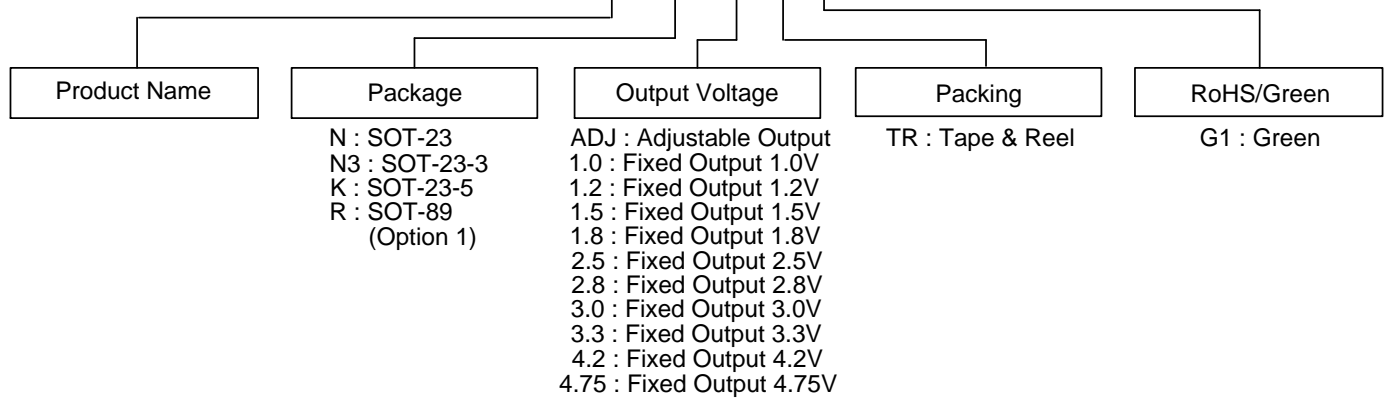 Product Name
Package
Output Voltage
Packing
RoHS/Green
N : SOT-23
N3 : SOT-23-3
K : SOT-23-5
R : SOT-89
(Option 1)
ADJ : Adjustable Output
1.0 : Fixed Output 1.0V
1.2 : Fixed Output 1.2V
1.5 : Fixed Output 1.5V
1.8 : Fixed Output 1.8V
2.5 : Fixed Output 2.5V
2.8 : Fixed Output 2.8V
3.0 : Fixed Output 3.0V
3.3 : Fixed Output 3.3V
4.2 : Fixed Output 4.2V
4.75 : Fixed Output 4.75V
TR : Tape & Reel
G1 : Green